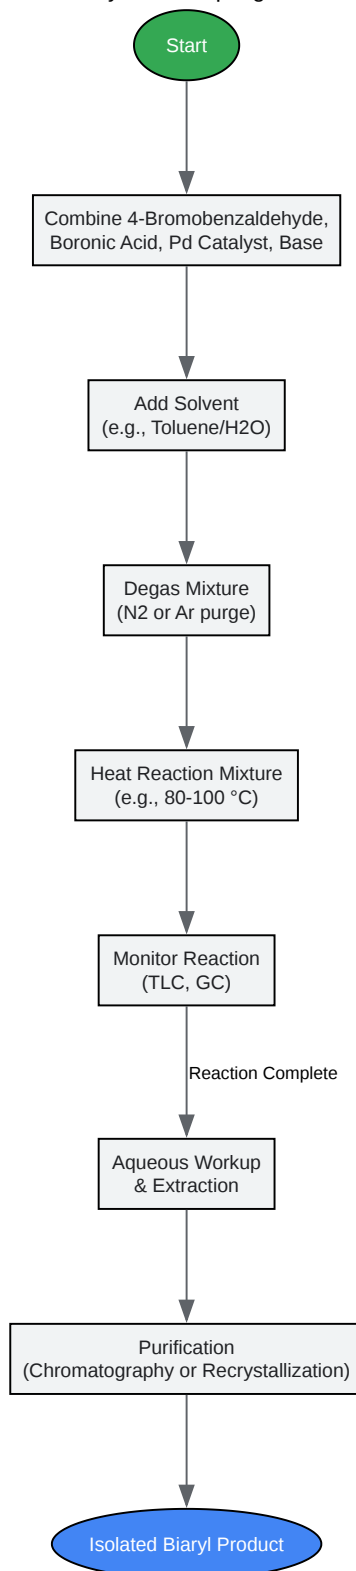 Start
Combine 4-Bromobenzaldehyde,
Boronic Acid, Pd Catalyst, Base
Add Solvent
(e.g., Toluene/H2O)
Degas Mixture
(N2 or Ar purge)
Heat Reaction Mixture
(e.g., 80-100 °C)
Monitor Reaction
(TLC, GC)
Reaction Complete
Aqueous Workup
& Extraction
Purification
(Chromatography or Recrystallization)
Isolated Biaryl Product